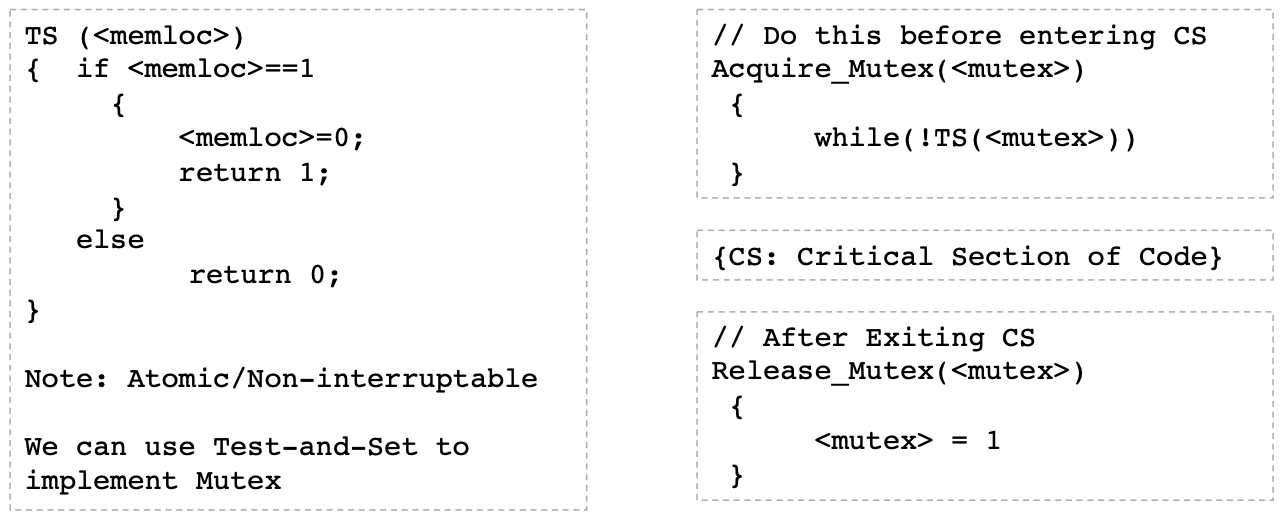 TS (<memloc>)
{ if <memloc>==1
{
<memloc>=0;
return 1;
}
else
return 0;
}
Note: Atomic/Non-interruptable
We can use Test-and-Set to
implement Mutex
// Do this before entering CS
Acquire_Mutex(<mutex>)
{
while(!TS(<mutex>))
}
{CS: Critical Section of Code}
// After Exiting CS
Release_Mutex(<mutex>)
{
<mutex> = 1
}